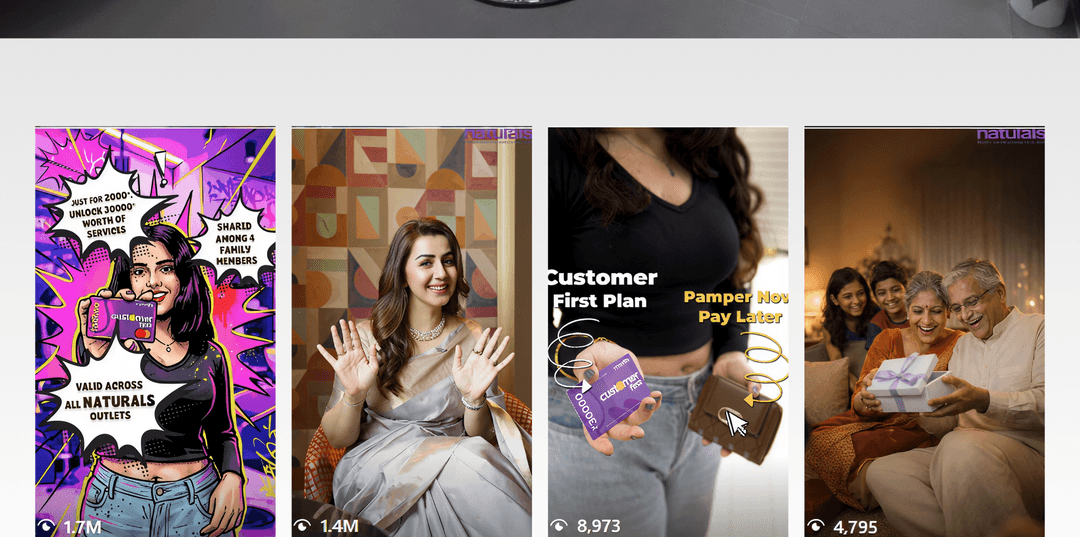 JUST FOR 2000*,
UNLOCK 30000*
WORTH OF
SERVICES
SHARED
AMONG 4
FAMILY
MEMBERS
CUSTOMER
FIRST
30000
VALID ACROSS
ALL NATURALS
OUTLETS
1.7M
naturals
1.4M
Customer
First Plan
Pamper Now
Pay Later
customer
first
30000
8,973
naturals
4,795